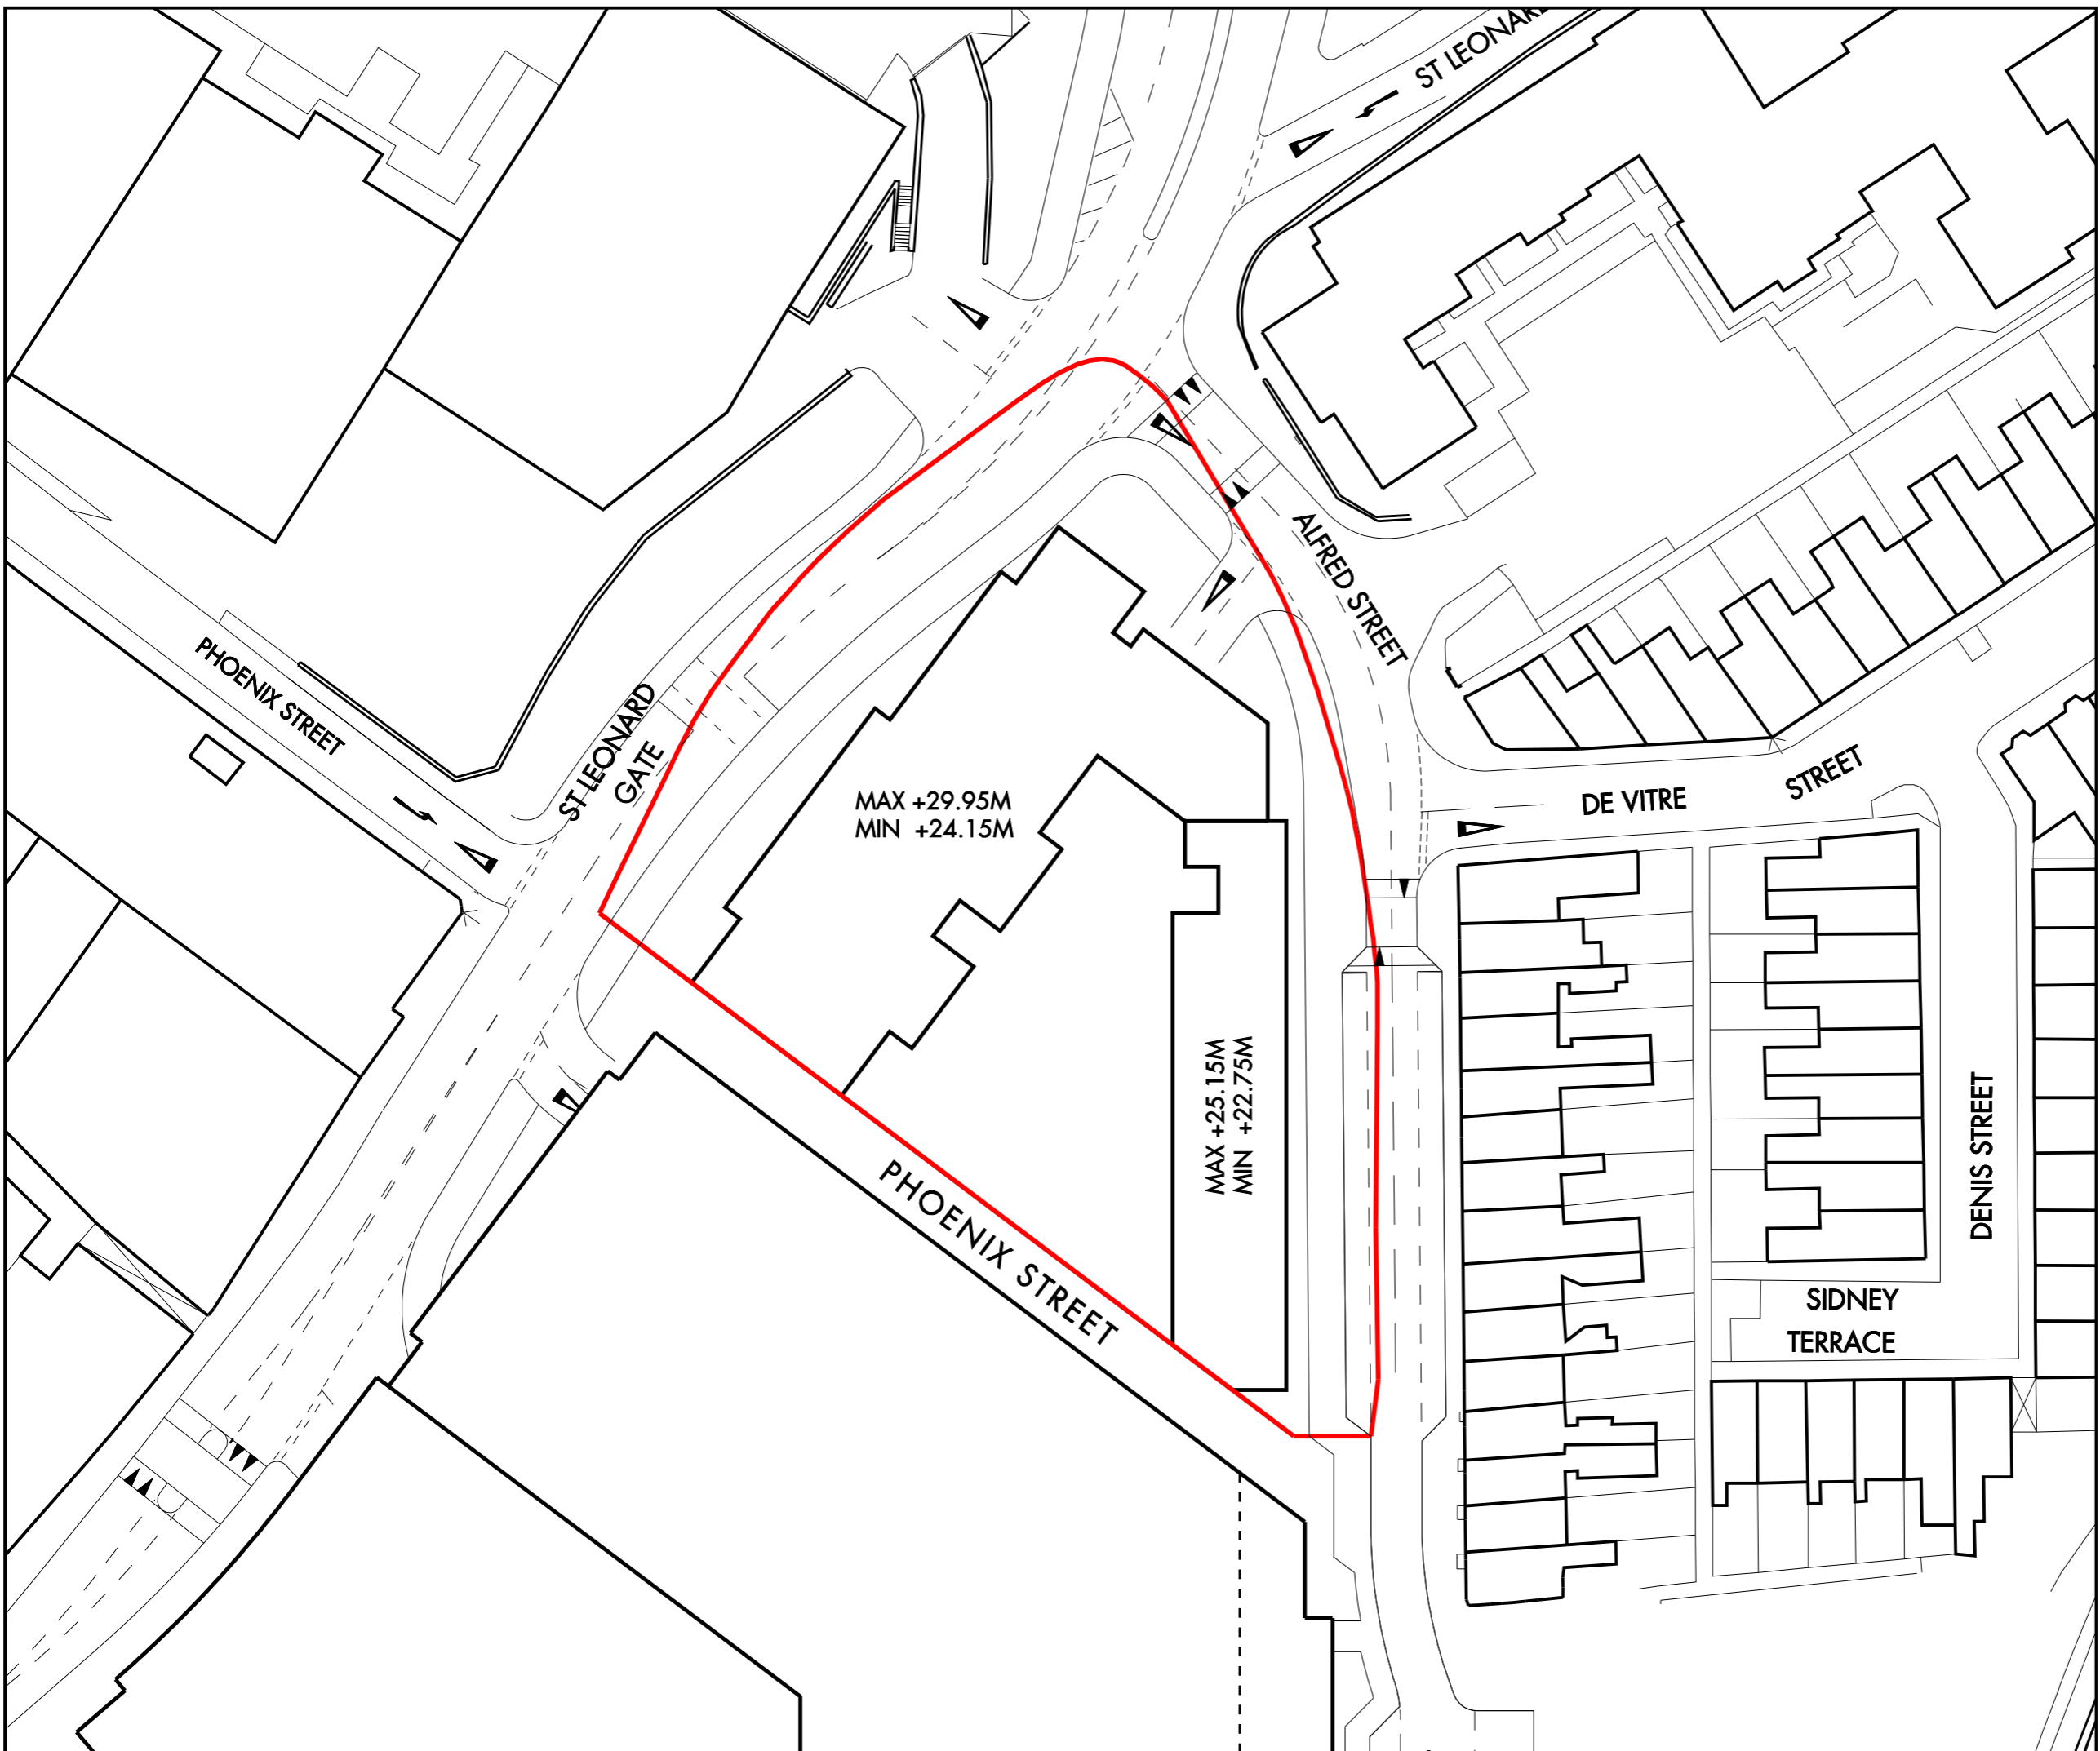 ST LEONARD
ALFRED STREET
PHOENIX STREET
ST LEONARD
GATE
STREET
DE VITRE
MAX +29.95M
MIN +24.15M
MAX +25.15M
MIN +22.75M
PHOENIX STREET
DENIS STREET
SIDNEY
TERRACE